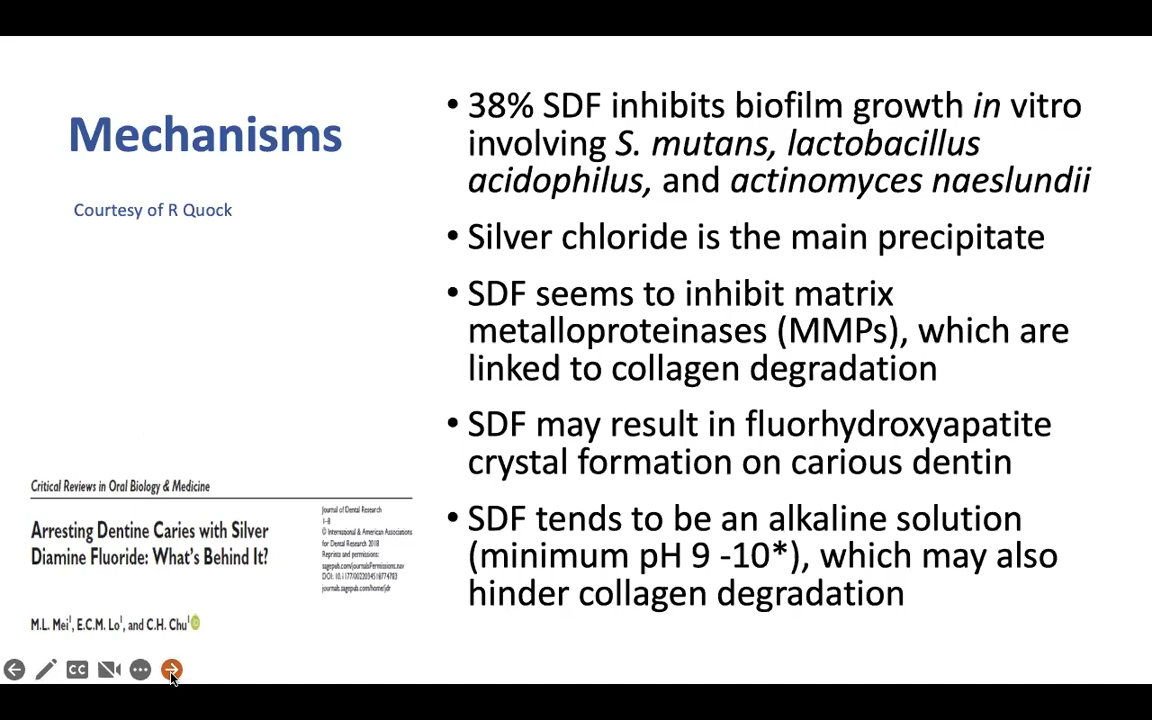 Mechanisms
Courtesy of R Quock
• 38% SDF inhibits biofilm growth in vitro
involving S. mutans, lactobacillus
acidophilus, and actinomyces naeslundii
• Silver chloride is the main precipitate
• SDF seems to inhibit matrix
metalloproteinases (MMPs), which are
linked to collagen degradation
• SDF may result in fluorhydroxyapatite
crystal formation on carious dentin
• SDF tends to be an alkaline solution
(minimum pH 9 -10*), which may also
hinder collagen degradation
Critical Reviews in Oral Biology & Medicine
Arresting Dentine Caries with Silver
Diamine Fluoride: What's Behind It?
Journal of Dental Research
1–8
© International & American Associations
for Dental Research 2018
Reprints and permissions:
sagepub.com/journalsPermissions.nav
DOI: 10.1177/0022034518774783
journals.sagepub.com/home/jdr
M.L. Mei1, E.C.M. Lo1, and C.H. Chu1
CC